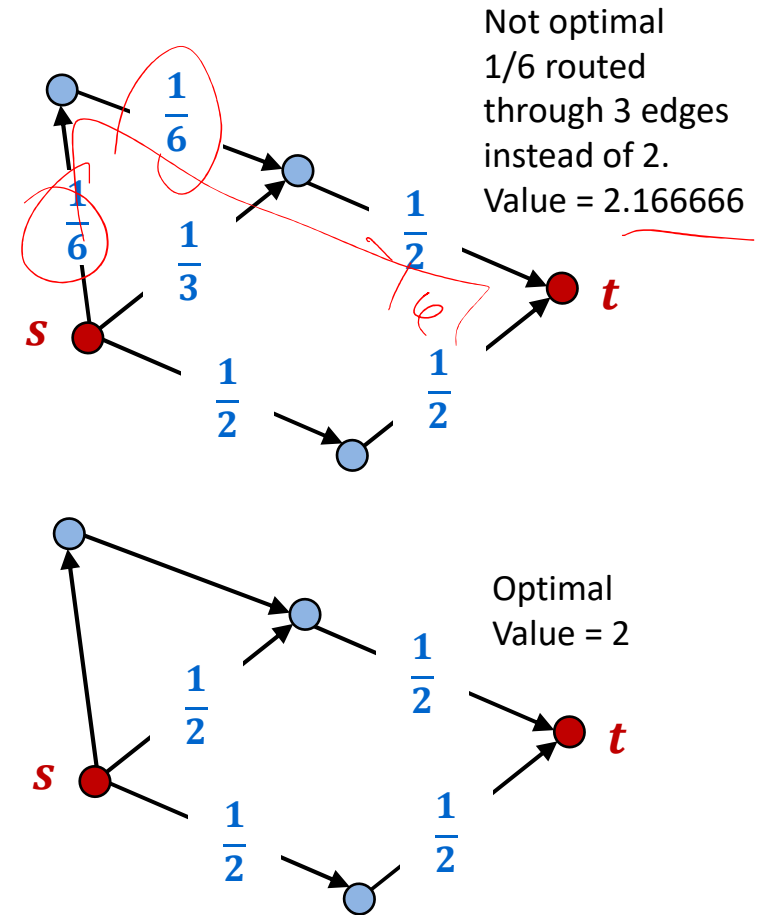 Not optimal
1/6 routed
through 3 edges
instead of 2.
Value = 2.166666
1/6
1/6
1/3
1/2
1/6
s
t
1/2
1/2
Optimal
Value = 2
1/2
1/2
s
t
1/2
1/2